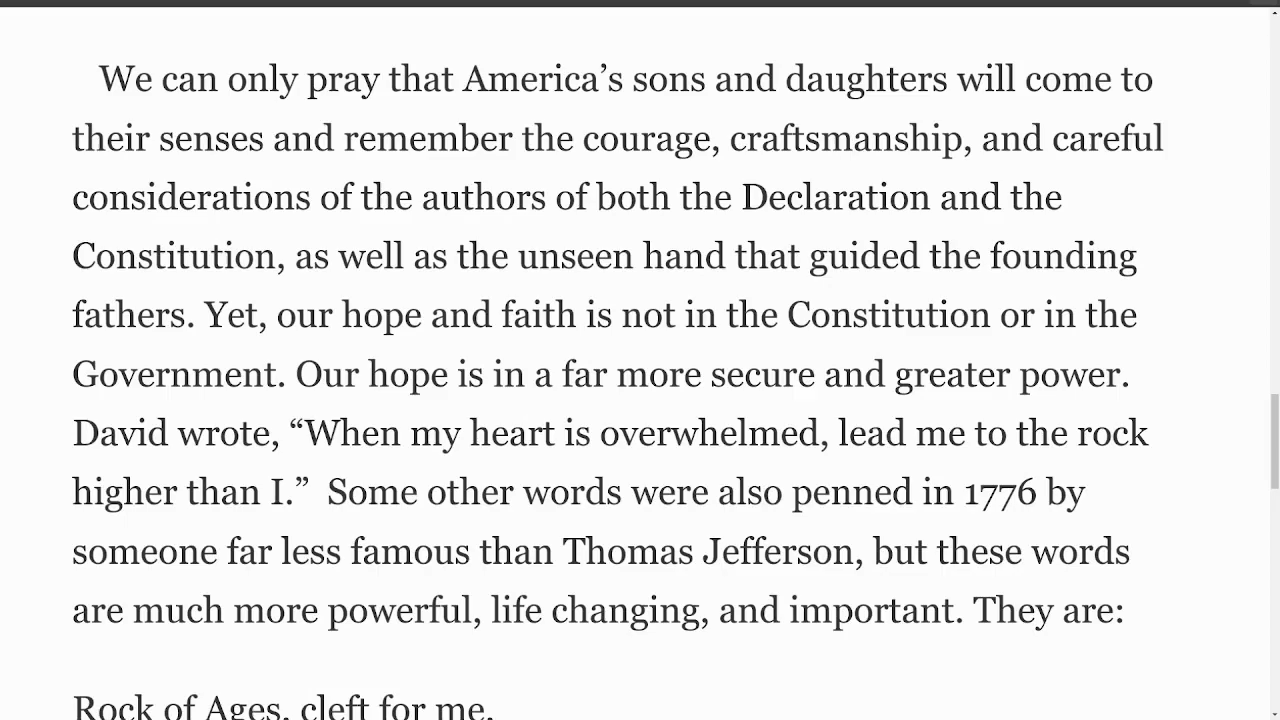 We can only pray that America’s sons and daughters will come to
their senses and remember the courage, craftsmanship, and careful
considerations of the authors of both the Declaration and the
Constitution, as well as the unseen hand that guided the founding
fathers. Yet, our hope and faith is not in the Constitution or in the
Government. Our hope is in a far more secure and greater power.
David wrote, “When my heart is overwhelmed, lead me to the rock
higher than I.”  Some other words were also penned in 1776 by
someone far less famous than Thomas Jefferson, but these words
are much more powerful, life changing, and important. They are:
Rock of Ages, cleft for me,